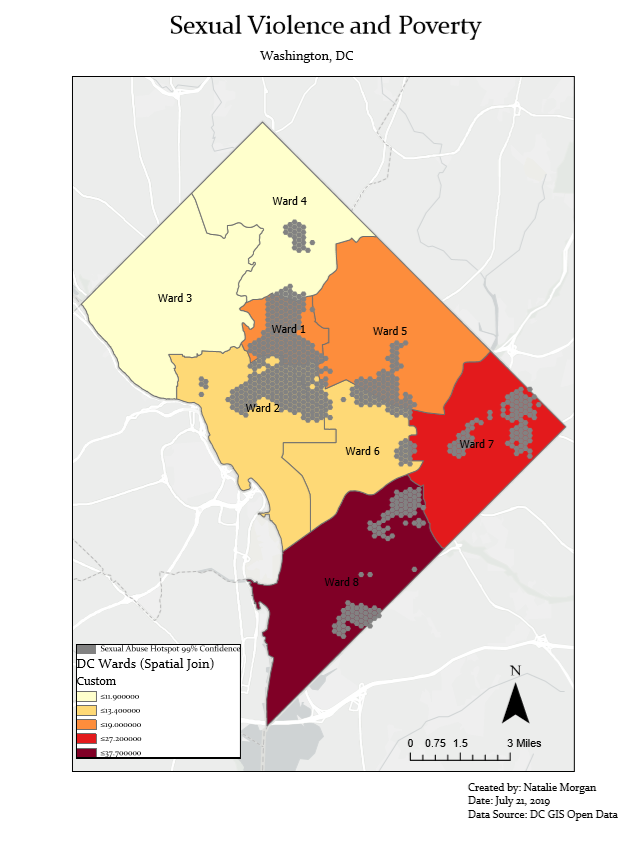 Sexual Violence and Poverty
Washington, DC
Ward 4
Ward 3
Ward 1
Ward 5
Ward 2
Ward 6
Ward 7
Ward 8
Sexual Abuse Hotspot 99% Confidence
DC Wards (Spatial Join)
Custom
≤11.900000
≤13.400000
≤19.000000
≤27.200000
≤37.700000
N
0 0.75 1.5 3 Miles
Created by: Natalie Morgan
Date: July 21, 2019
Data Source: DC GIS Open Data